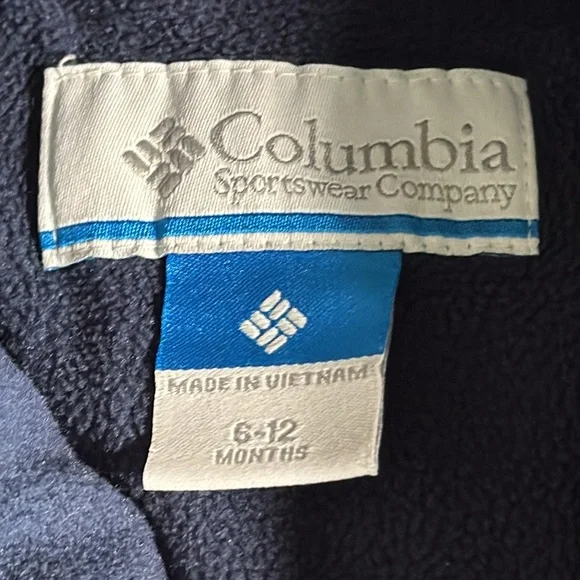 Columbia
Sportswear Company
MADE IN VIETNAM
6-12
MONTHS